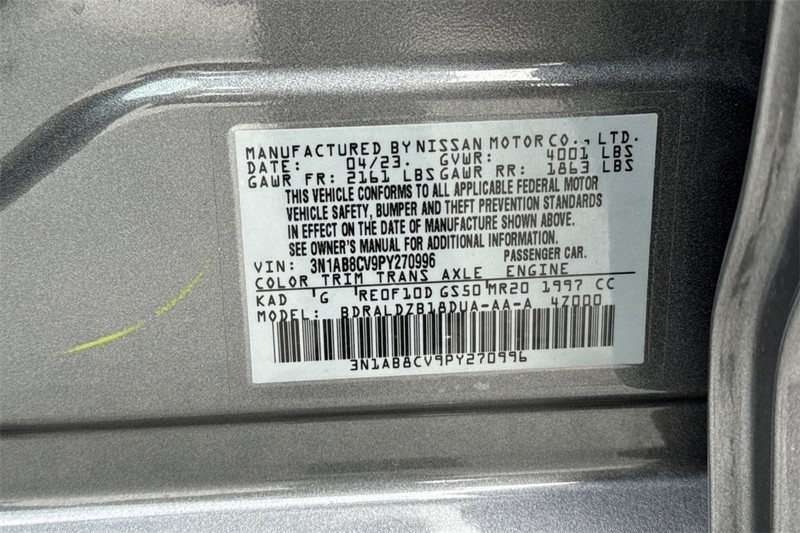 MANUFACTURED BY NISSAN MOTOR CO., LTD.
DATE: 04/23. GVWR: 4001 LBS
GAWR FR: 2161 LBS GAWR RR: 1863 LBS
THIS VEHICLE CONFORMS TO ALL APPLICABLE FEDERAL MOTOR
VEHICLE SAFETY, BUMPER AND THEFT PREVENTION STANDARDS
IN EFFECT ON THE DATE OF MANUFACTURE SHOWN ABOVE.
SEE OWNER'S MANUAL FOR ADDITIONAL INFORMATION.
VIN: 3N1AB8CV9PY270996 PASSENGER CAR.
COLOR TRIM TRANS AXLE ENGINE
KAD G RE0F10D GS50 MR20 1997 CC
MODEL: BDRALDZB18DUA-AA-A 4Z000
3N1AB8CV9PY270996